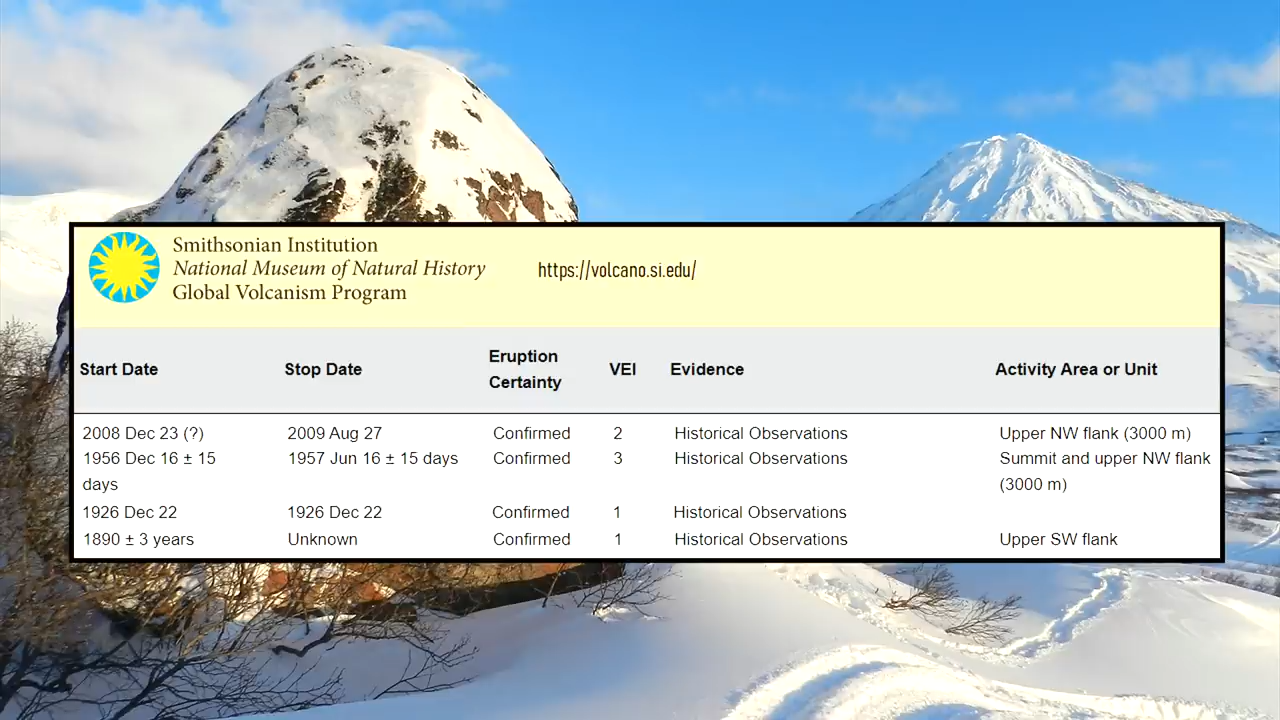 Smithsonian Institution
National Museum of Natural History
Global Volcanism Program
https://volcano.si.edu/
Start Date Stop Date Eruption Certainty VEI Evidence Activity Area or Unit
2008 Dec 23 (?) 2009 Aug 27 Confirmed 2 Historical Observations Upper NW flank (3000 m)
1956 Dec 16 ± 15 days 1957 Jun 16 ± 15 days Confirmed 3 Historical Observations Summit and upper NW flank (3000 m)
1926 Dec 22 1926 Dec 22 Confirmed 1 Historical Observations
1890 ± 3 years Unknown Confirmed 1 Historical Observations Upper SW flank